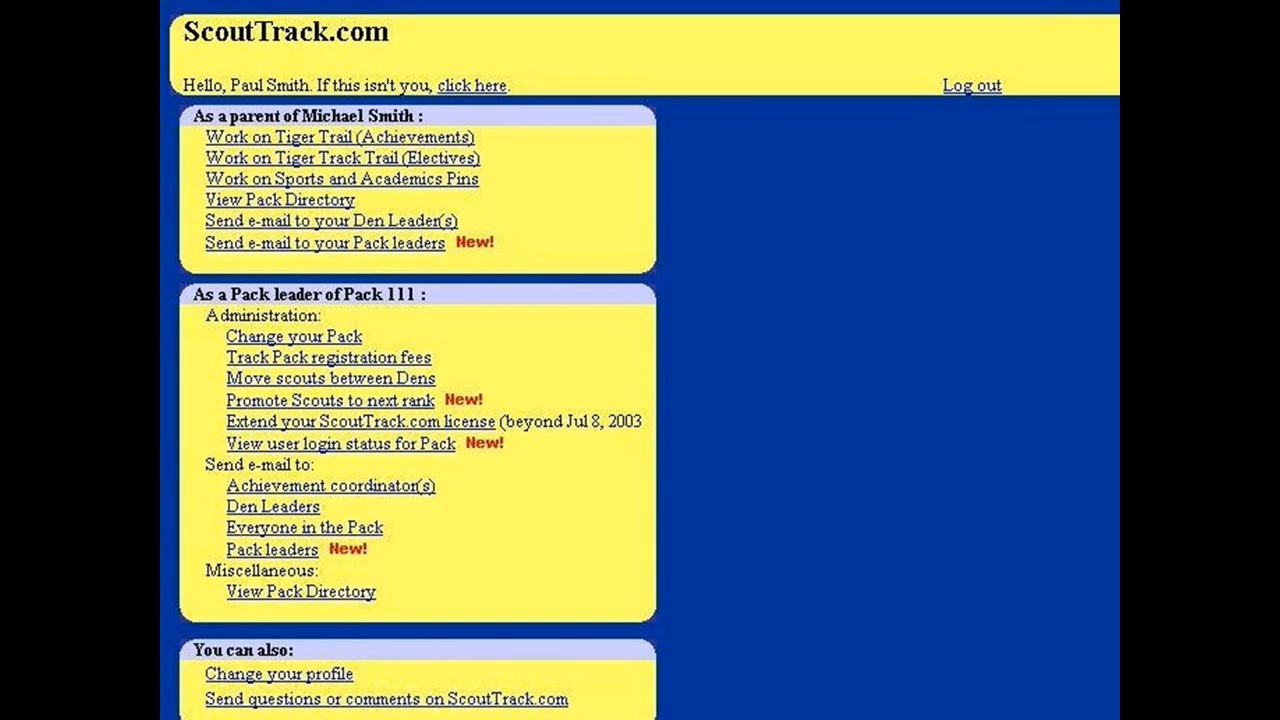 ScoutTrack.com
Hello, Paul Smith. If this isn't you, click here. Log out
As a parent of Michael Smith :
Work on Tiger Trail (Achievements)
Work on Tiger Track Trail (Electives)
Work on Sports and Academics Pins
View Pack Directory
Send e-mail to your Den Leader(s)
Send e-mail to your Pack leaders New!
As a Pack leader of Pack 111 :
Administration:
Change your Pack
Track Pack registration fees
Move scouts between Dens
Promote Scouts to next rank New!
Extend your ScoutTrack.com license (beyond Jul 8, 2003
View user login status for Pack New!
Send e-mail to:
Achievement coordinator(s)
Den Leaders
Everyone in the Pack
Pack leaders New!
Miscellaneous:
View Pack Directory
You can also:
Change your profile
Send questions or comments on ScoutTrack.com